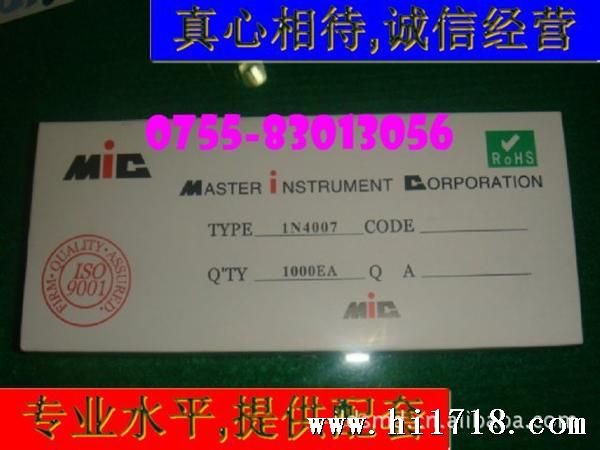 真心相待,诚信经营
0755-83013056
MiC
RoHS
MASTER iNSTRUMENT CORPORATION
TYPE 1N4007 CODE
Q'TY 1000EA Q A
MiC
FIRM · QUALITY · ASSURED.
ISO
9001
专业水平,提供配套
www.hi1718.com